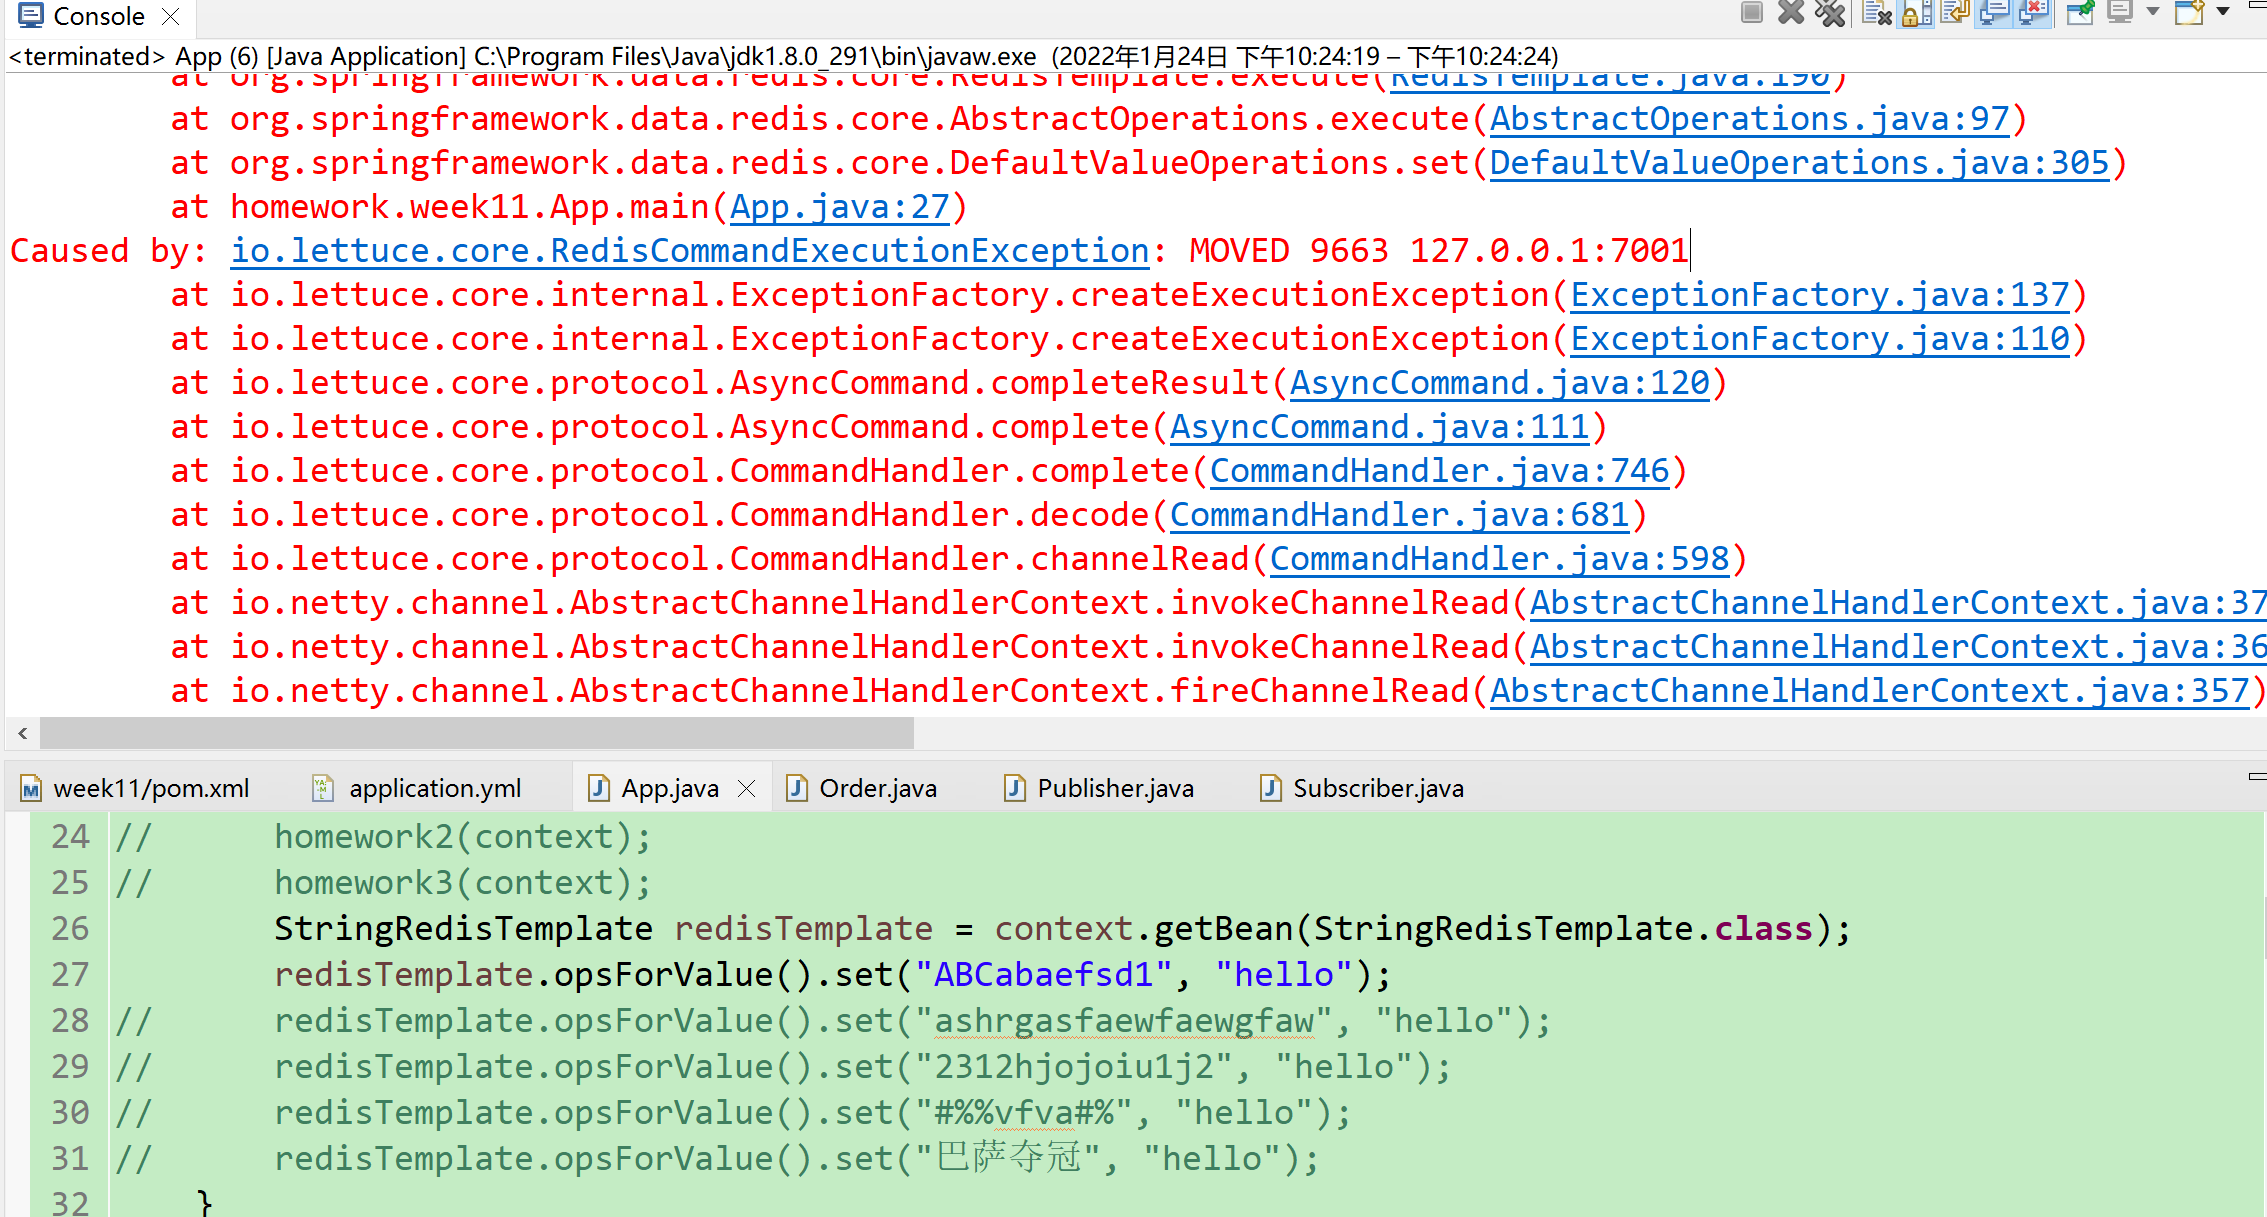 Console
<terminated> App (6) [Java Application] C:\Program Files\Java\jdk1.8.0_291\bin\javaw.exe (2022年1月24日 下午10:24:19 – 下午10:24:24)
at org.springframework.data.redis.core.RedisTemplate.execute(RedisTemplate.java:190)
at org.springframework.data.redis.core.AbstractOperations.execute(AbstractOperations.java:97)
at org.springframework.data.redis.core.DefaultValueOperations.set(DefaultValueOperations.java:305)
at homework.week11.App.main(App.java:27)
Caused by: io.lettuce.core.RedisCommandExecutionException: MOVED 9663 127.0.0.1:7001
at io.lettuce.core.internal.ExceptionFactory.createExecutionException(ExceptionFactory.java:137)
at io.lettuce.core.internal.ExceptionFactory.createExecutionException(ExceptionFactory.java:110)
at io.lettuce.core.protocol.AsyncCommand.completeResult(AsyncCommand.java:120)
at io.lettuce.core.protocol.AsyncCommand.complete(AsyncCommand.java:111)
at io.lettuce.core.protocol.CommandHandler.complete(CommandHandler.java:746)
at io.lettuce.core.protocol.CommandHandler.decode(CommandHandler.java:681)
at io.lettuce.core.protocol.CommandHandler.channelRead(CommandHandler.java:598)
at io.netty.channel.AbstractChannelHandlerContext.invokeChannelRead(AbstractChannelHandlerContext.java:37
at io.netty.channel.AbstractChannelHandlerContext.invokeChannelRead(AbstractChannelHandlerContext.java:36
at io.netty.channel.AbstractChannelHandlerContext.fireChannelRead(AbstractChannelHandlerContext.java:357)
week11/pom.xml application.yml App.java Order.java Publisher.java Subscriber.java
24 // homework2(context);
25 // homework3(context);
26 StringRedisTemplate redisTemplate = context.getBean(StringRedisTemplate.class);
27 redisTemplate.opsForValue().set("ABCabaefsd1", "hello");
28 // redisTemplate.opsForValue().set("ashrgasfaewfaewgfaw", "hello");
29 // redisTemplate.opsForValue().set("2312hjojoiu1j2", "hello");
30 // redisTemplate.opsForValue().set("#%%vfva#%", "hello");
31 // redisTemplate.opsForValue().set("巴萨夺冠", "hello");
32 }